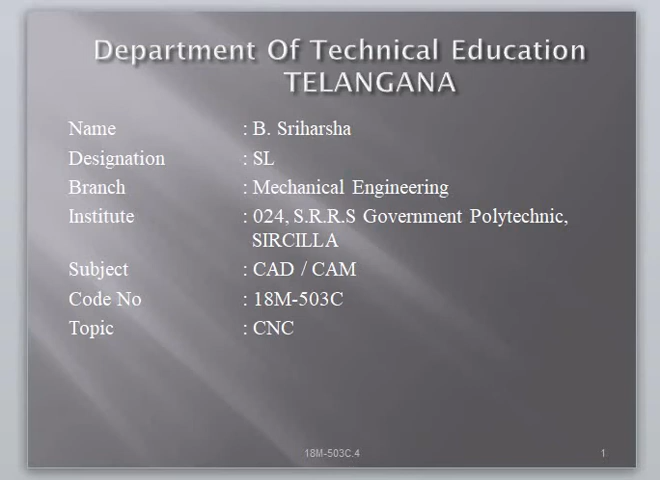 Department Of Technical Education
TELANGANA
Name : B. Sriharsha
Designation : SL
Branch : Mechanical Engineering
Institute : 024, S.R.R.S Government Polytechnic,
SIRCILLA
Subject : CAD / CAM
Code No : 18M-503C
Topic : CNC
18M-503C.4 1